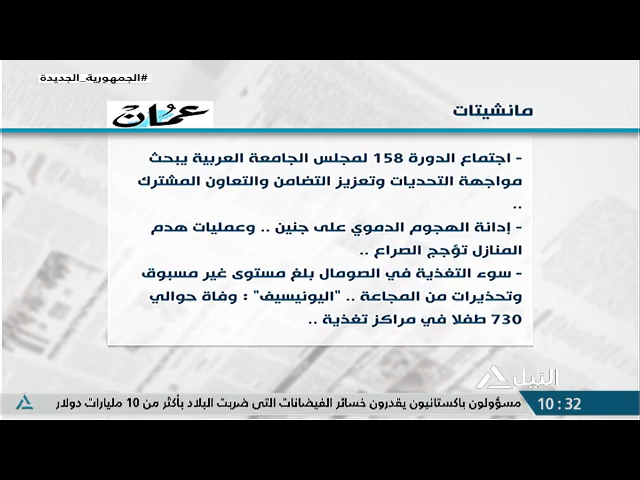 #الجمهورية_الجديدة
مانشيتات
عمان
- اجتماع الدورة 158 لمجلس الجامعة العربية يبحث
مواجهة التحديات وتعزيز التضامن والتعاون المشترك
..
- إدانة الهجوم الدموي على جنين .. وعمليات هدم
المنازل تؤجج الصراع ..
- سوء التغذية في الصومال بلغ مستوى غير مسبوق
وتحذيرات من المجاعة .. "اليونيسيف" : وفاة حوالي
730 طفلا في مراكز تغذية ..
النيل
10:32
مسؤولون باكستانيون يقدرون خسائر الفيضانات التى ضربت البلاد بأكثر من 10 مليارات دولار